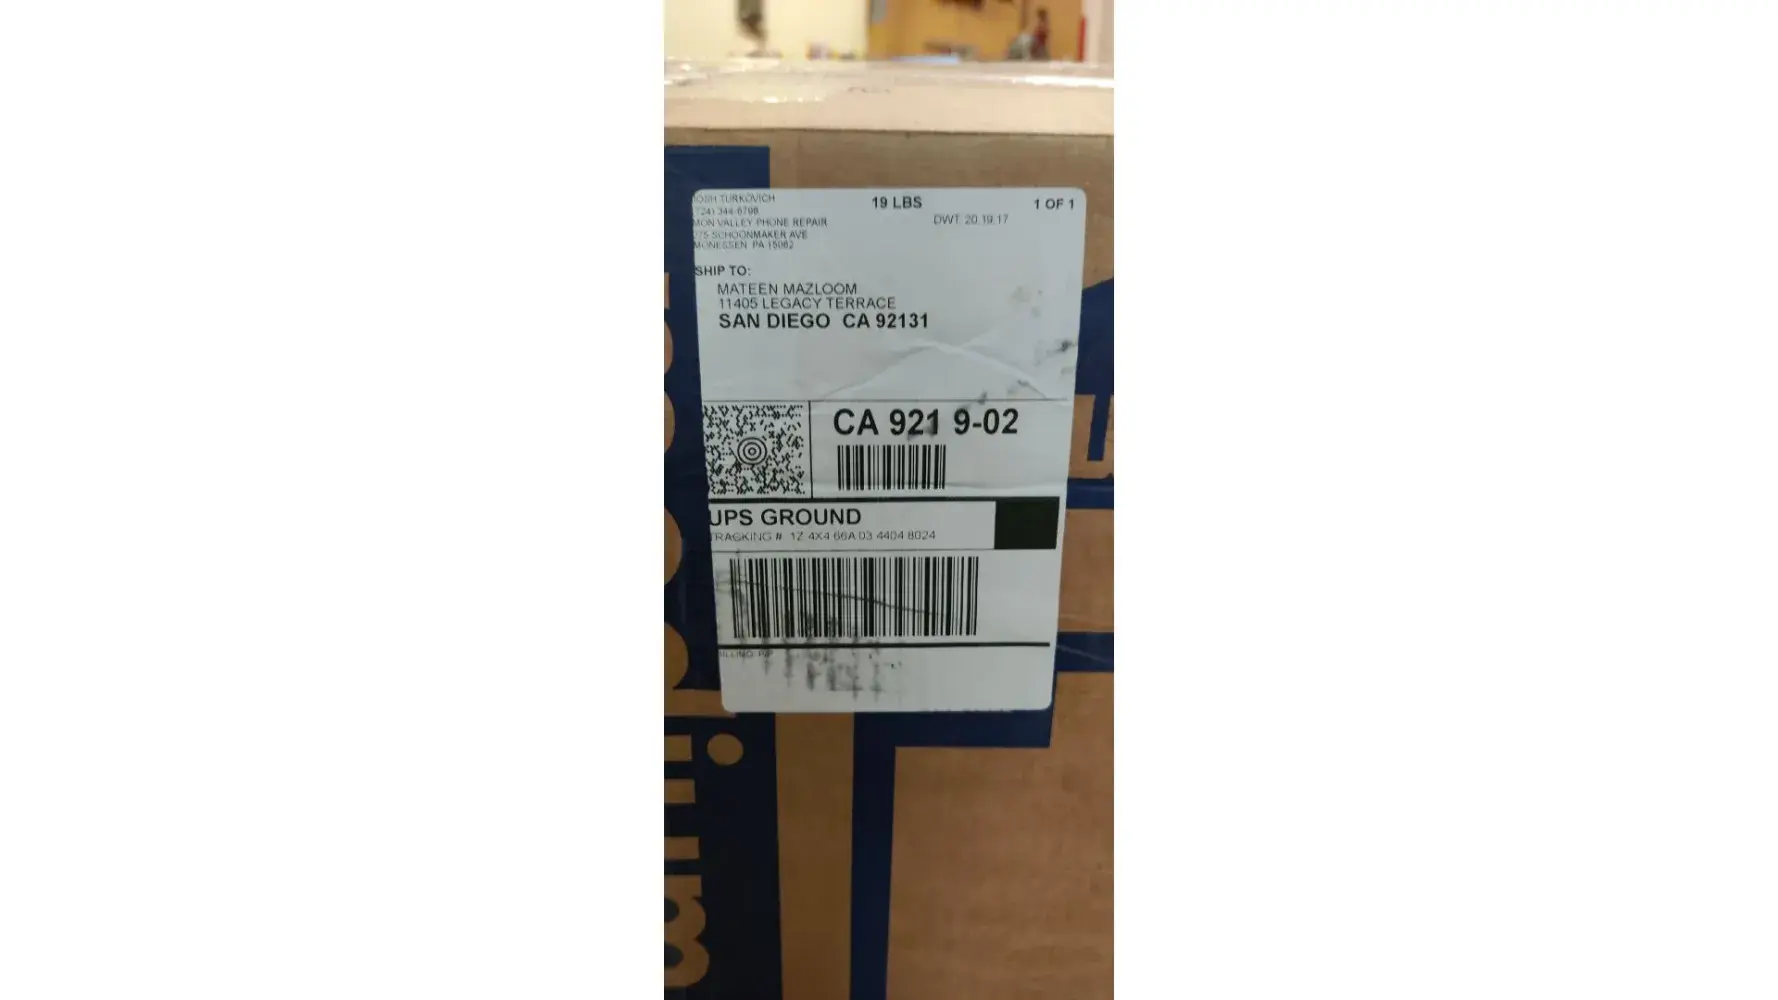 JOSH TURKOVICH
(724) 344-6798
MON VALLEY PHONE REPAIR
275 SCHOONMAKER AVE
MONESSEN PA 15062
19 LBS
1 OF 1
DWT: 20,19,17
SHIP TO:
MATEEN MAZLOOM
11405 LEGACY TERRACE
SAN DIEGO CA 92131
CA 921 9-02
UPS GROUND
TRACKING # 1Z 4X4 66A 03 4404 8024
BILLING: P/P